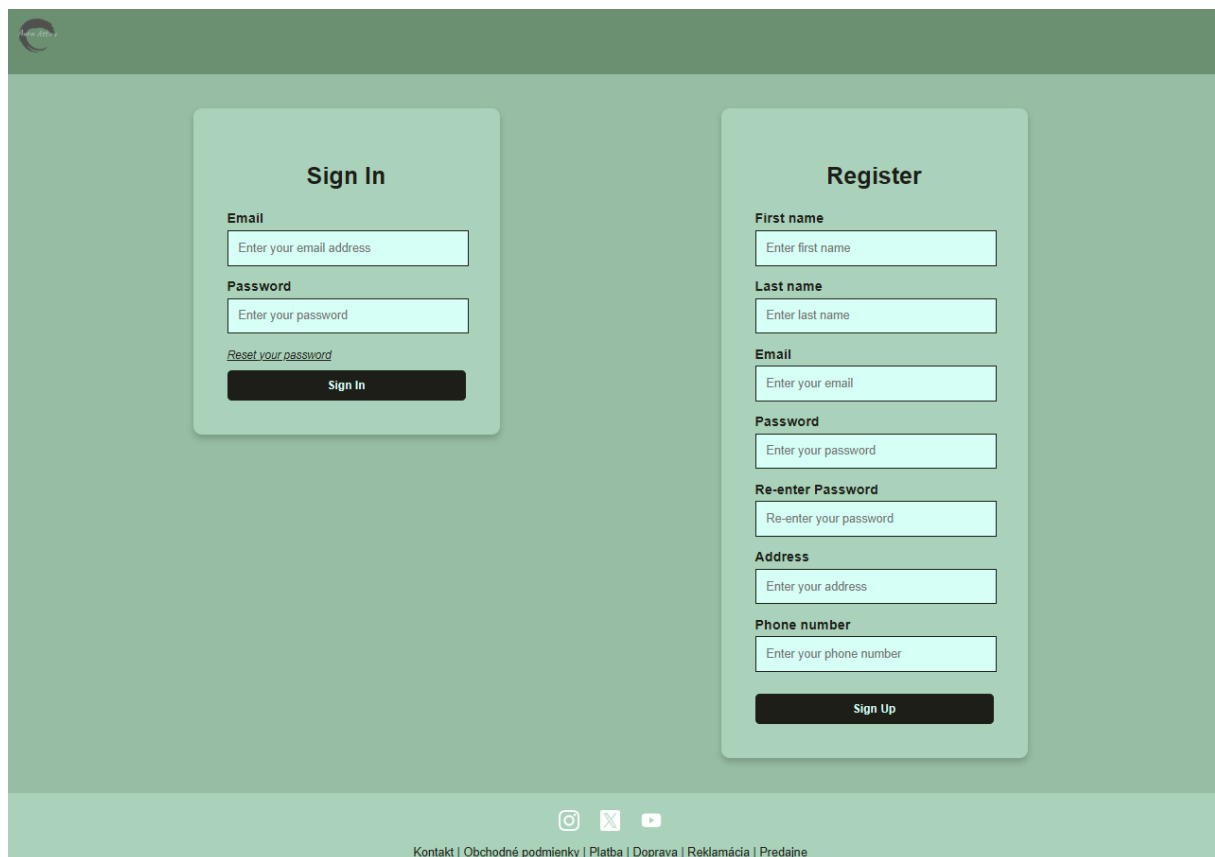 Sign In
Email
Enter your email address
Password
Enter your password
Reset your password
Sign In
Register
First name
Enter first name
Last name
Enter last name
Email
Enter your email
Password
Enter your password
Re-enter Password
Re-enter your password
Address
Enter your address
Phone number
Enter your phone number
Sign Up
Kontakt | Obchodné podmienky | Platba | Doprava | Reklamácia | Predajne